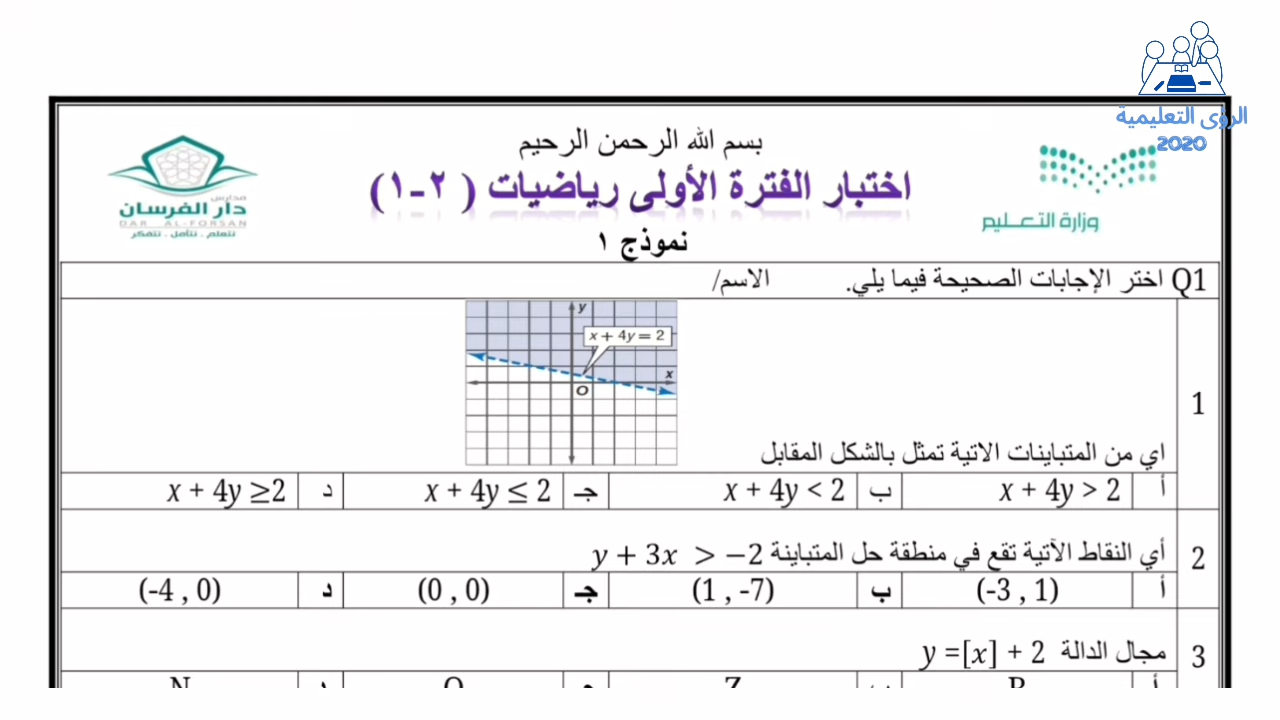 الرؤى التعليمية
2020
بسم الله الرحمن الرحيم
مدارس
دار الفرسان
DAR AL-FORSAN
نتعلم . نتأمل . نتفكر
اختبار الفترة الأولى رياضيات ( ٢-١)
وزارة التعليم
نموذج ١
Q1 اختر الإجابات الصحيحة فيما يلي. الاسم/
y
x + 4y = 2
x
O
1
اي من المتباينات الاتية تمثل بالشكل المقابل
أ x + 4y > 2 ب x + 4y < 2 جـ x + 4y ≤ 2 د x + 4y ≥2
2 أي النقاط الآتية تقع في منطقة حل المتباينة y + 3x > −2
أ (-3 , 1) ب (1 , -7) جـ (0 , 0) د (-4 , 0)
3 مجال الدالة y =[x] + 2